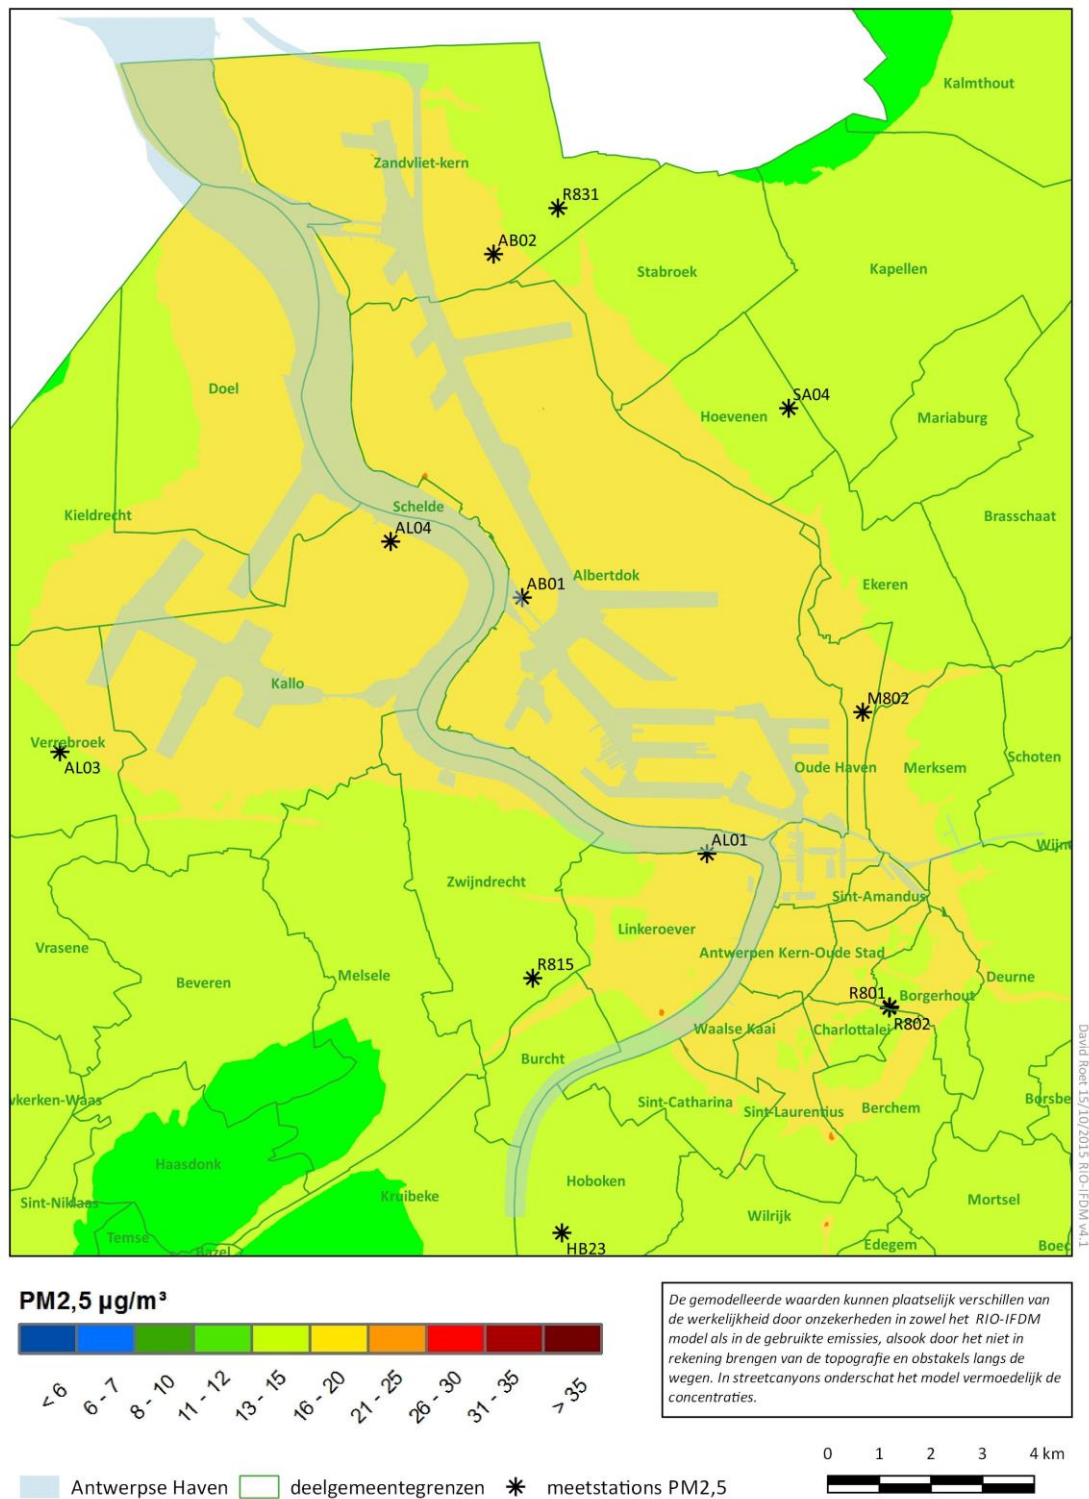 Kalmthout
Zandvliet-kern
R831
AB02
Stabroek
Kapellen
Doel
SA04
Hoevenen
Mariaburg
Kieldrecht
Schelde
AL04
Brasschaat
AB01
Albertdok
Ekeren
Kallo
M802
Verrebroek
AL03
Oude Haven
Merksem
Schoten
AL01
Wijn
Zwijndrecht
Sint-Amandus
Linkeroever
Antwerpen Kern-Oude Stad
Vrasene
Beveren
Melsele
R815
Deurne
R801
Borgerhout
R802
Waalse Kaai
Charlottalei
Burcht
vkerken-Waas
Sint-Catharina
Sint-Laurentius
Berchem
Borsbe
Haasdonk
Hoboken
Sint-Niklaas
Kruibeke
Mortsel
Wilrijk
Temse
Bazel
HB23
Edegem
Boec
David Roet 15/10/2015 RIO-IFDM v4.1
PM2,5 µg/m³
< 6
6 - 7
8 - 10
11 - 12
13 - 15
16 - 20
21 - 25
26 - 30
31 - 35
> 35
De gemodelleerde waarden kunnen plaatselijk verschillen van
de werkelijkheid door onzekerheden in zowel het RIO-IFDM
model als in de gebruikte emissies, alsook door het niet in
rekening brengen van de topografie en obstakels langs de
wegen. In streetcanyons onderschat het model vermoedelijk de
concentraties.
0 1 2 3 4 km
Antwerpse Haven
deelgemeentegrenzen
meetstations PM2,5